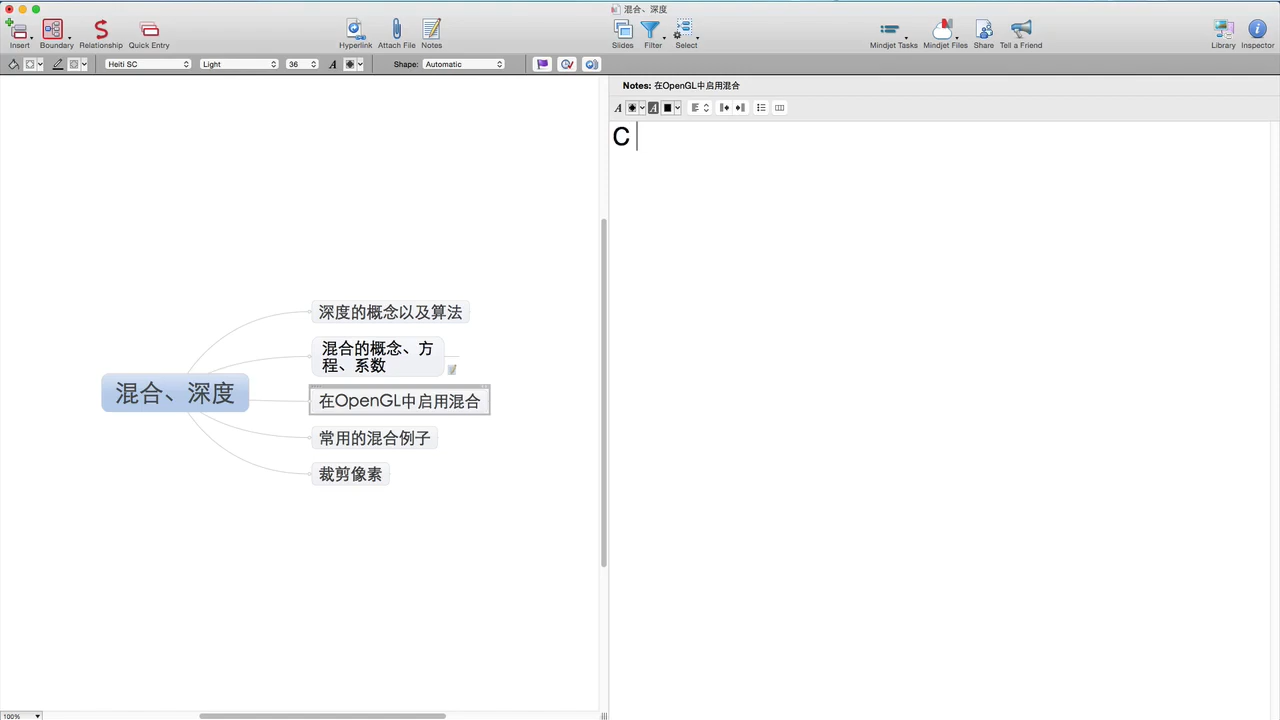 混合、深度
Insert
Boundary
Relationship
Quick Entry
Hyperlink
Attach File
Notes
Slides
Filter
Select
Mindjet Tasks
Mindjet Files
Share
Tell a Friend
Library
Inspector
Heiti SC
Light
36
A
Shape:
Automatic
Notes: 在OpenGL中启用混合
A
A
C
深度的概念以及算法
混合的概念、方
程、系数
混合、深度
在OpenGL中启用混合
常用的混合例子
裁剪像素
100%